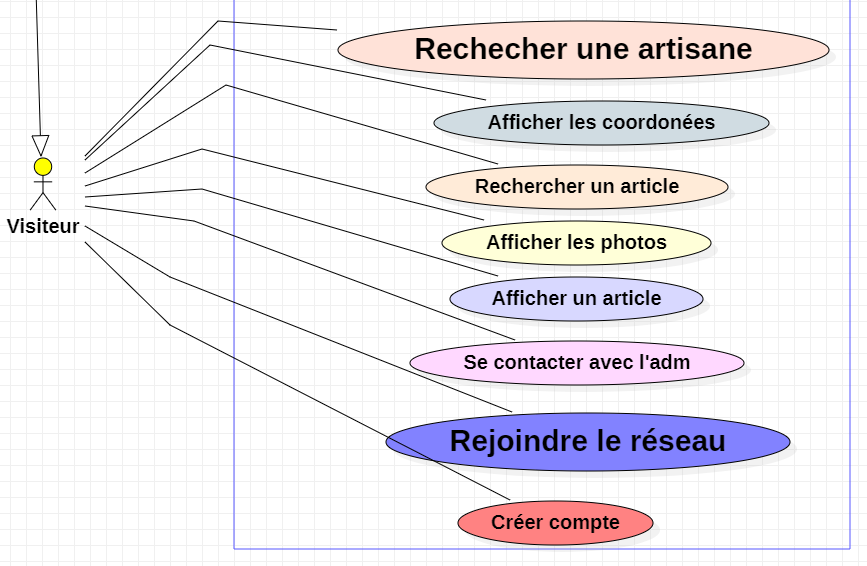 Rechecher une artisane
Afficher les coordonées
Rechercher un article
Visiteur
Afficher les photos
Afficher un article
Se contacter avec l'adm
Rejoindre le réseau
Créer compte